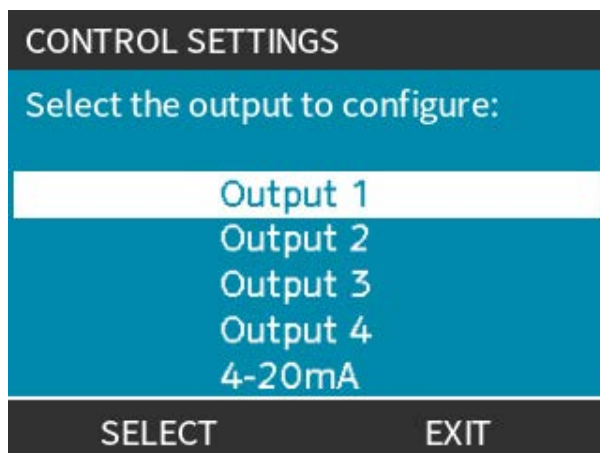 CONTROL SETTINGS
Select the output to configure:
Output 1
Output 2
Output 3
Output 4
4-20mA
SELECT EXIT